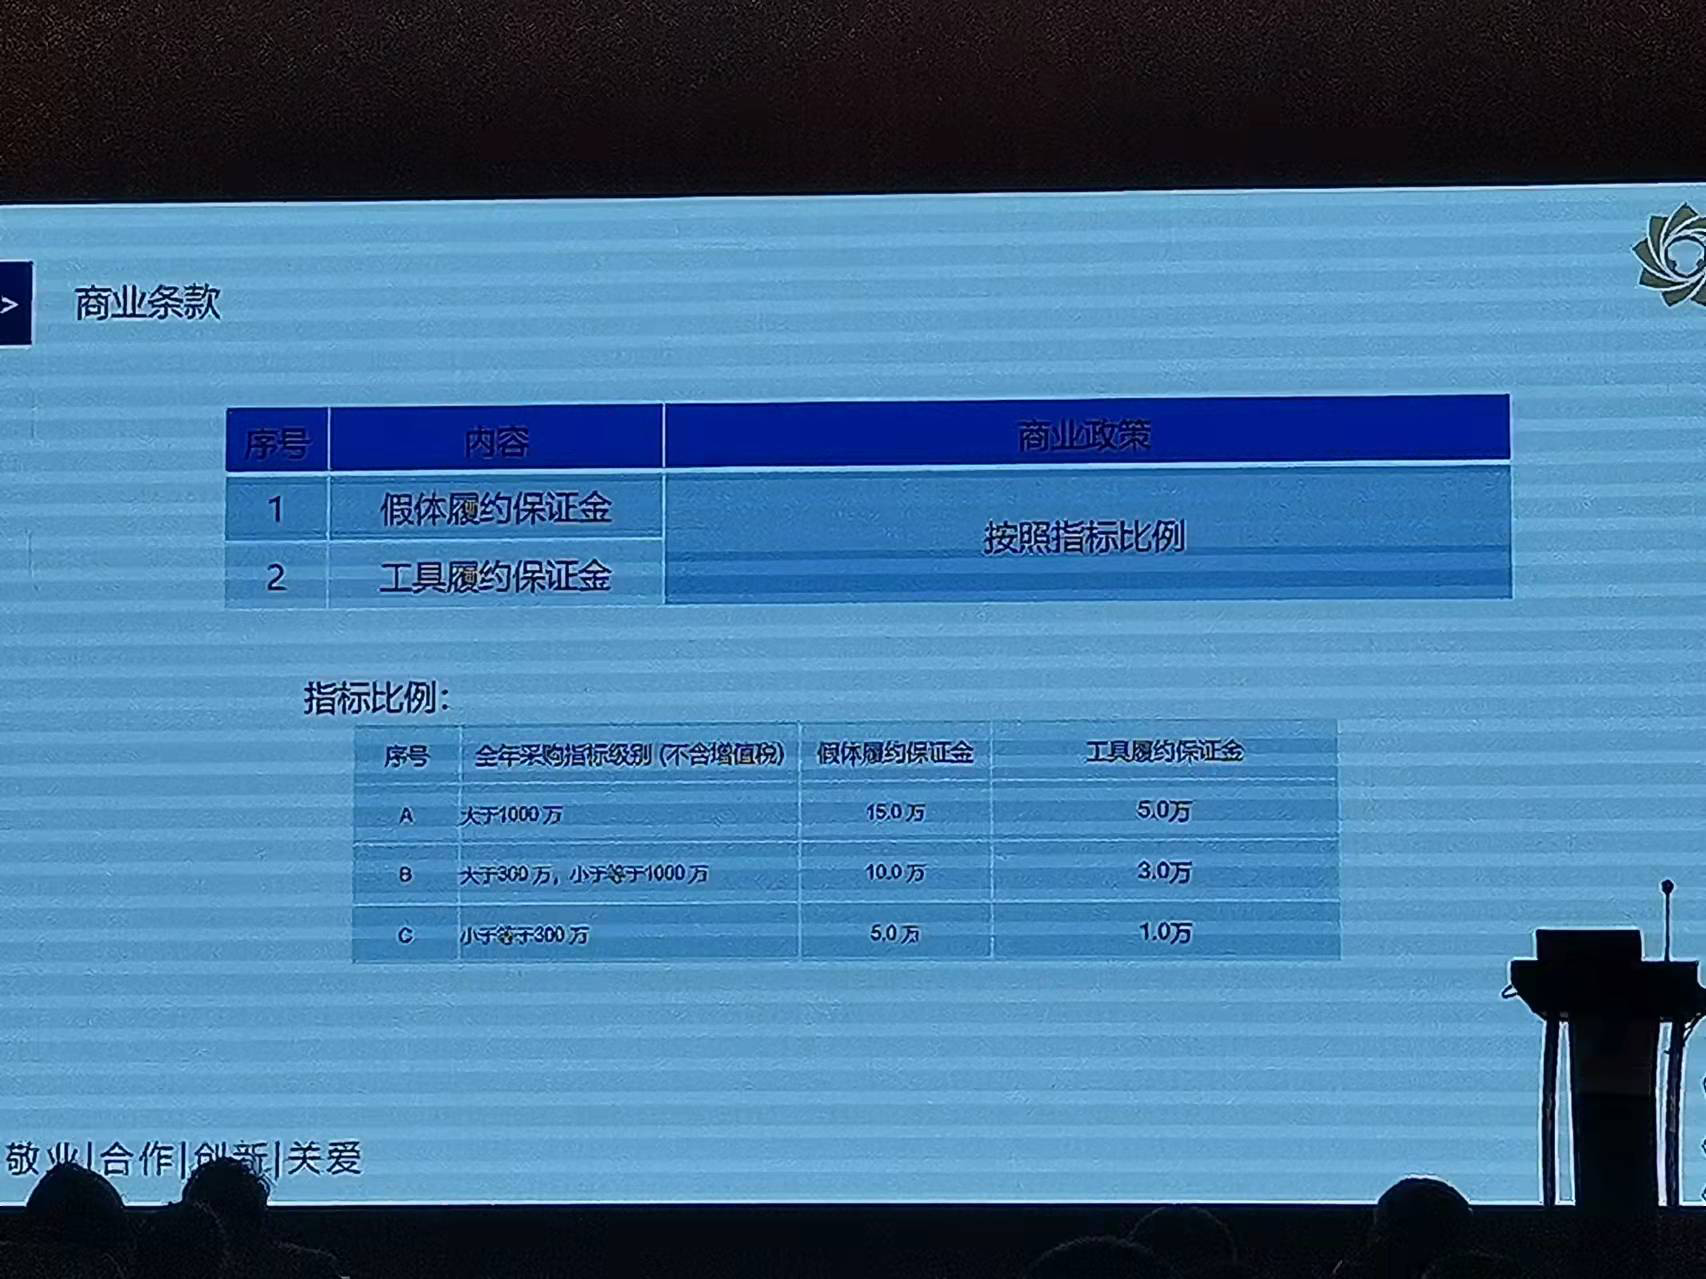 >
商业条款
序号 内容 商业政策
1 假体履约保证金 按照指标比例
2 工具履约保证金
指标比例：
序号 全年采购指标级别 (不含增值税) 假体履约保证金 工具履约保证金
A 大于1000万 15.0万 5.0万
B 大于300万，小于等于1000万 10.0万 3.0万
C 小于等于300万 5.0万 1.0万
敬业|合作|创新|关爱